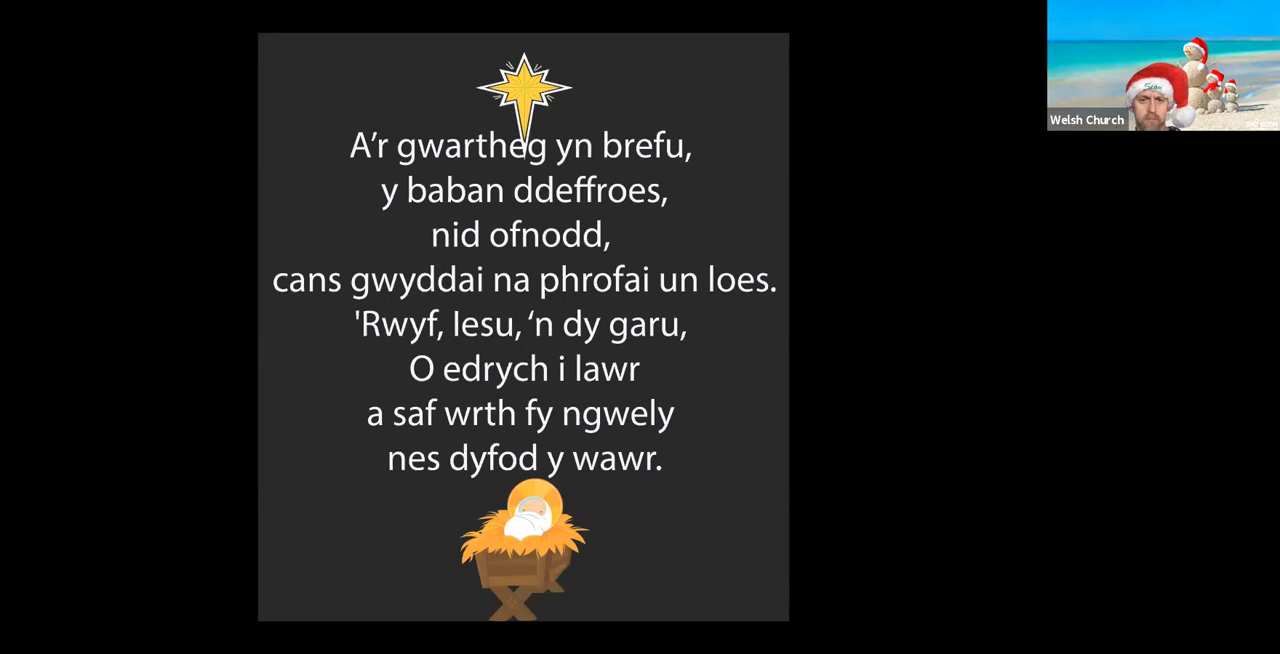 A’r gwartheg yn brefu,
y baban ddeffroes,
nid ofnodd,
cans gwyddai na phrofai un loes.
'Rwyf, Iesu, ‘n dy garu,
O edrych i lawr
a saf wrth fy ngwely
nes dyfod y wawr.
Welsh Church